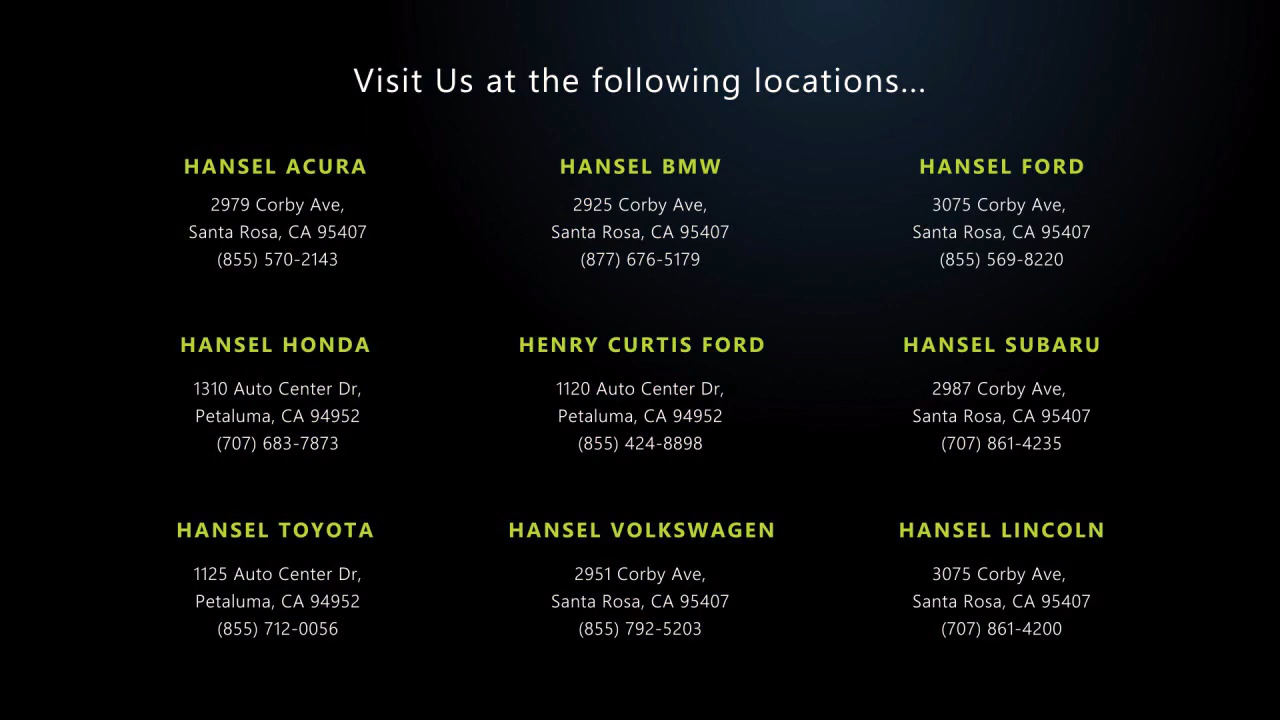 Visit Us at the following locations...
HANSEL ACURA
2979 Corby Ave,
Santa Rosa, CA 95407
(855) 570-2143
HANSEL BMW
2925 Corby Ave,
Santa Rosa, CA 95407
(877) 676-5179
HANSEL FORD
3075 Corby Ave,
Santa Rosa, CA 95407
(855) 569-8220
HANSEL HONDA
1310 Auto Center Dr,
Petaluma, CA 94952
(707) 683-7873
HENRY CURTIS FORD
1120 Auto Center Dr,
Petaluma, CA 94952
(855) 424-8898
HANSEL SUBARU
2987 Corby Ave,
Santa Rosa, CA 95407
(707) 861-4235
HANSEL TOYOTA
1125 Auto Center Dr,
Petaluma, CA 94952
(855) 712-0056
HANSEL VOLKSWAGEN
2951 Corby Ave,
Santa Rosa, CA 95407
(855) 792-5203
HANSEL LINCOLN
3075 Corby Ave,
Santa Rosa, CA 95407
(707) 861-4200